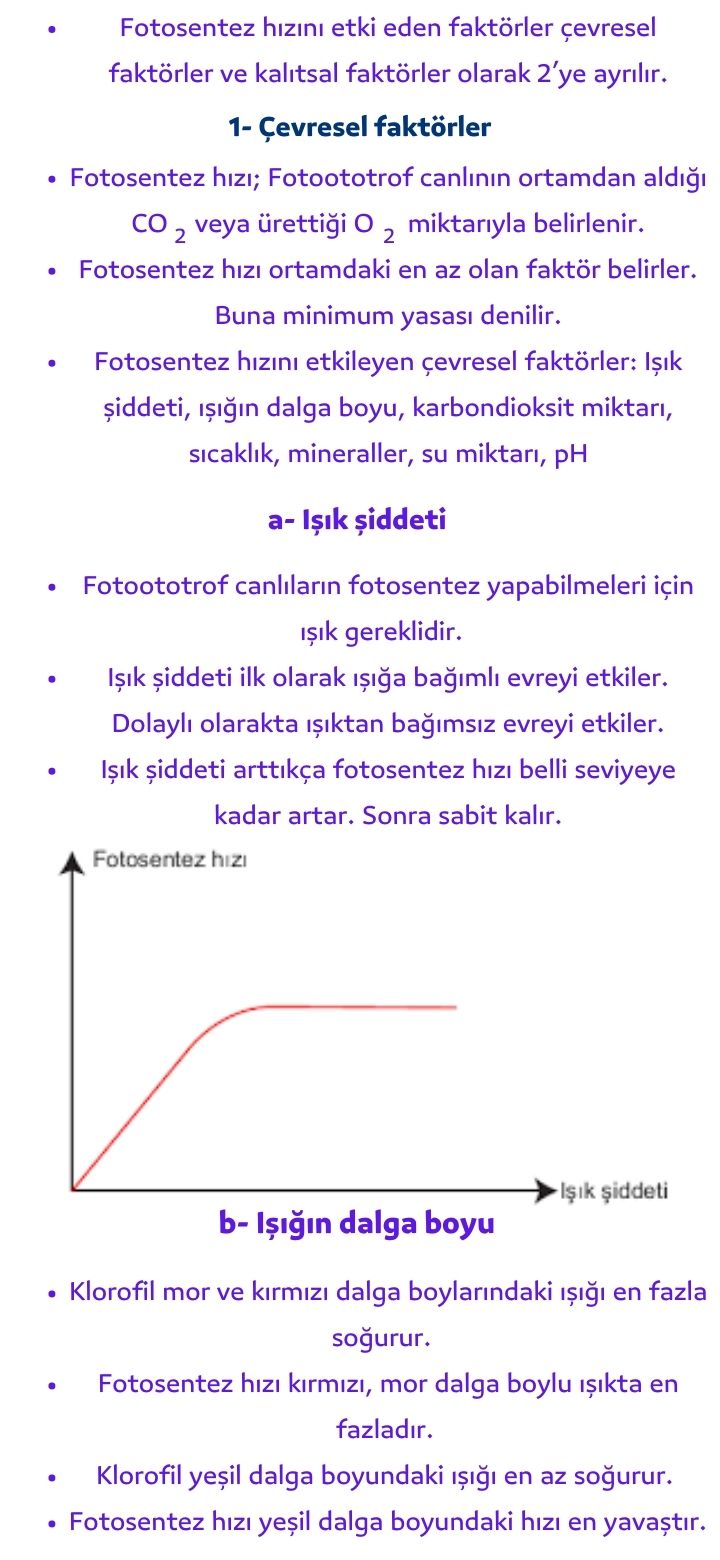 • Fotosentez hızını etki eden faktörler çevresel
faktörler ve kalıtsal faktörler olarak 2’ye ayrılır.
1- Çevresel faktörler
• Fotosentez hızı; Fotoototrof canlının ortamdan aldığı
CO 2 veya ürettiği O 2 miktarıyla belirlenir.
• Fotosentez hızı ortamdaki en az olan faktör belirler.
Buna minimum yasası denilir.
• Fotosentez hızını etkileyen çevresel faktörler: Işık
şiddeti, ışığın dalga boyu, karbondioksit miktarı,
sıcaklık, mineraller, su miktarı, pH
a- Işık şiddeti
• Fotoototrof canlıların fotosentez yapabilmeleri için
ışık gereklidir.
• Işık şiddeti ilk olarak ışığa bağımlı evreyi etkiler.
Dolaylı olarakta ışıktan bağımsız evreyi etkiler.
• Işık şiddeti arttıkça fotosentez hızı belli seviyeye
kadar artar. Sonra sabit kalır.
Fotosentez hızı
Işık şiddeti
b- Işığın dalga boyu
• Klorofil mor ve kırmızı dalga boylarındaki ışığı en fazla
soğurur.
• Fotosentez hızı kırmızı, mor dalga boylu ışıkta en
fazladır.
• Klorofil yeşil dalga boyundaki ışığı en az soğurur.
• Fotosentez hızı yeşil dalga boyundaki hızı en yavaştır.